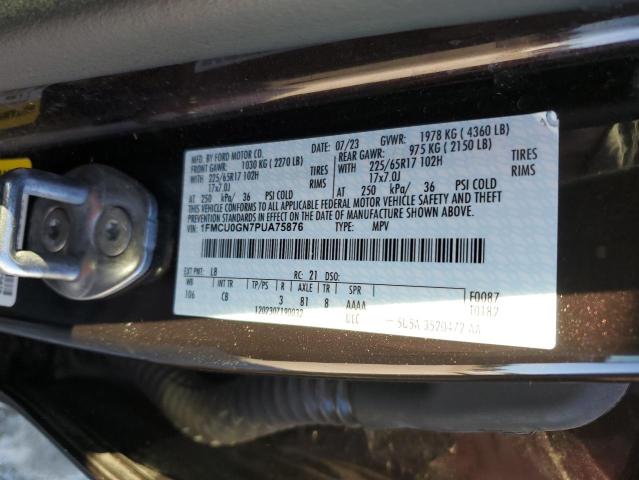 MFD. BY FORD MOTOR CO.
DATE: 07/23 GVWR: 1978 KG ( 4360 LB)
FRONT GAWR: 1030 KG ( 2270 LB) REAR GAWR: 975 KG ( 2150 LB)
WITH 225/65R17 102H TIRES WITH 225/65R17 102H TIRES
17x7.0J RIMS 17x7.0J RIMS
AT 250 kPa/ 36 PSI COLD AT 250 kPa/ 36 PSI COLD
THIS VEHICLE CONFORMS TO ALL APPLICABLE FEDERAL MOTOR VEHICLE SAFETY AND THEFT
PREVENTION STANDARDS IN EFFECT ON THE DATE OF MANUFACTURE SHOWN ABOVE.
VIN: 1FMCU0GN7PUA75876 TYPE: MPV
EXT PNT: LB RC: 21 DSO:
WB INT TR TP/PS R AXLE TR SPR
106 CB 3 B1 8 AAAA F0087
ULC 10182